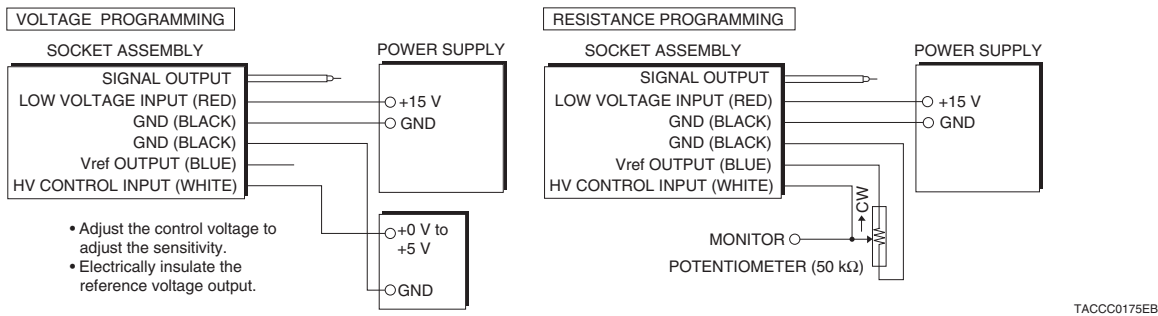 VOLTAGE PROGRAMMING
SOCKET ASSEMBLY
POWER SUPPLY
SIGNAL OUTPUT
LOW VOLTAGE INPUT (RED)
GND (BLACK)
GND (BLACK)
Vref OUTPUT (BLUE)
HV CONTROL INPUT (WHITE)
+15 V
GND
+0 V to
+5 V
GND
• Adjust the control voltage to
adjust the sensitivity.
• Electrically insulate the
reference voltage output.
RESISTANCE PROGRAMMING
SOCKET ASSEMBLY
POWER SUPPLY
SIGNAL OUTPUT
LOW VOLTAGE INPUT (RED)
GND (BLACK)
GND (BLACK)
Vref OUTPUT (BLUE)
HV CONTROL INPUT (WHITE)
+15 V
GND
CW
MONITOR
POTENTIOMETER (50 kΩ)
TACCC0175EB